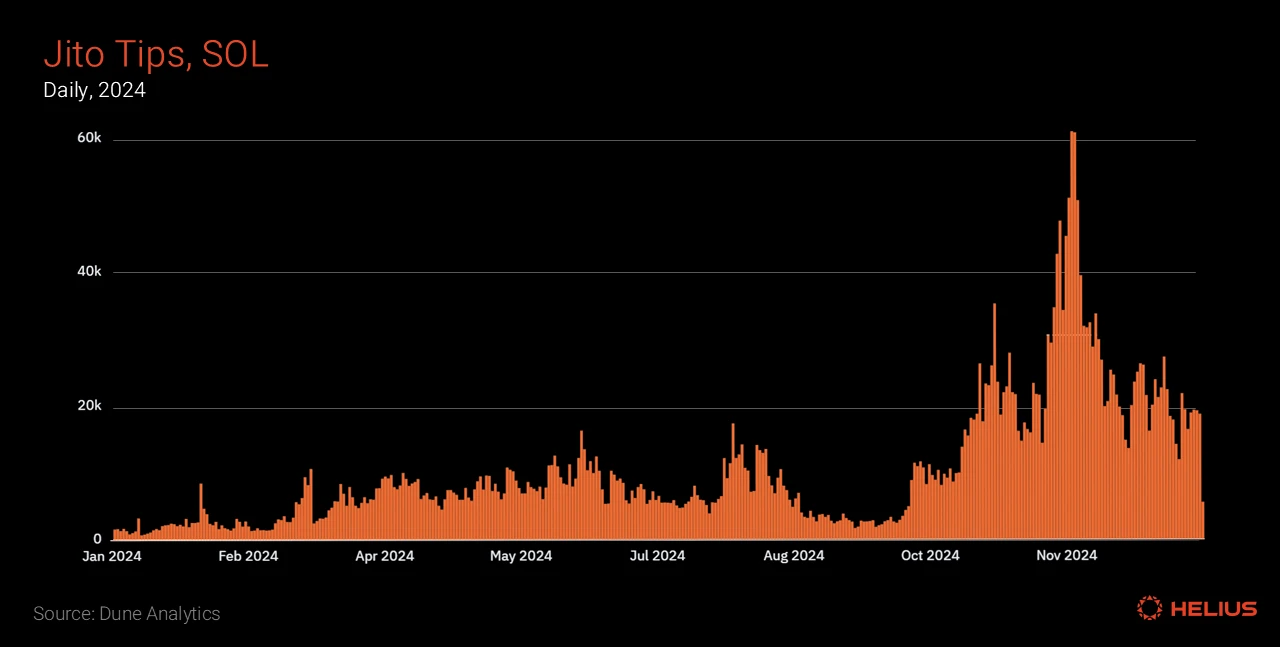 Jito Tips, SOL
Daily, 2024
60k
40k
20k
0
Jan 2024 Feb 2024 Apr 2024 May 2024 Jul 2024 Aug 2024 Oct 2024 Nov 2024
Source: Dune Analytics
HELIUS